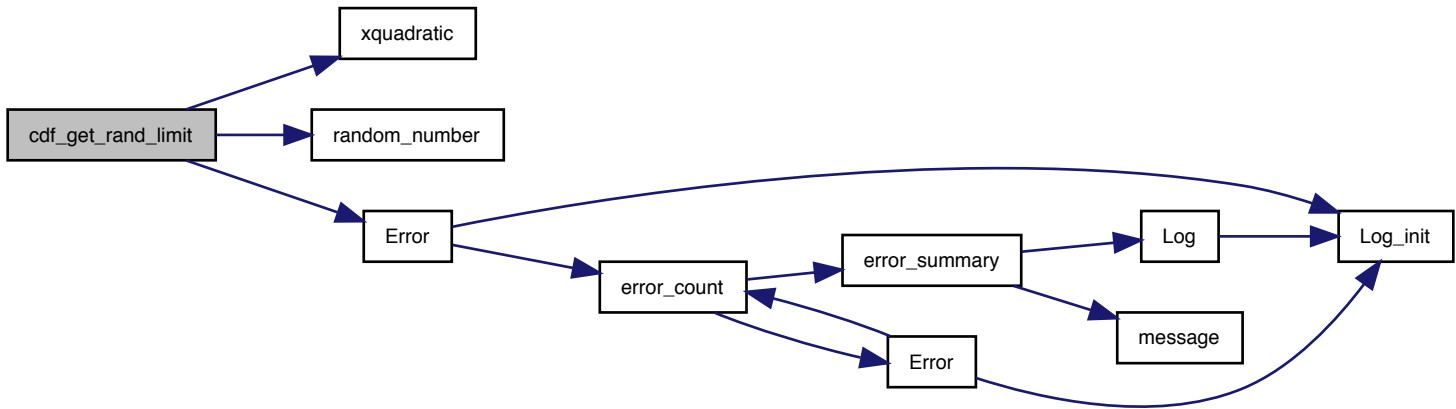 xquadratic
cdf_get_rand_limit
random_number
Error
error_count
error_summary
Log
Log_init
message
Error